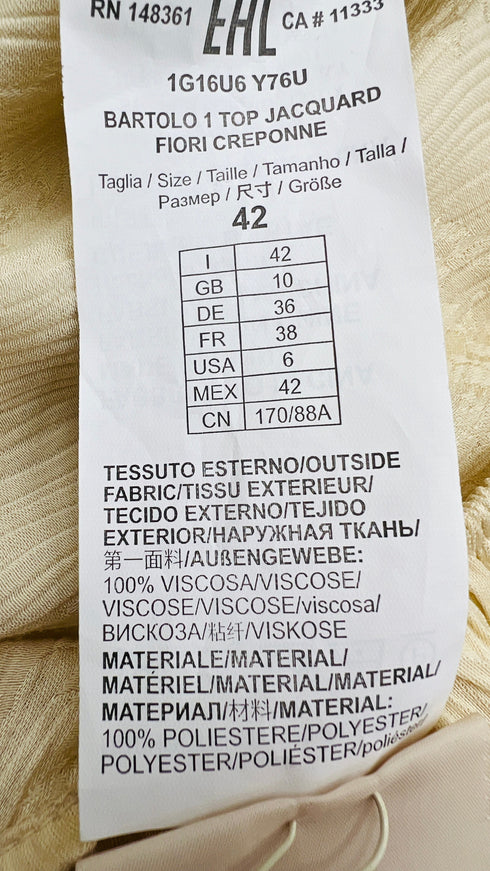 RN 148361 EAC CA # 11333
1G16U6 Y76U
BARTOLO 1 TOP JACQUARD
FIORI CREPONNE
Taglia / Size / Taille / Tamanho / Talla /
Размер / 尺寸 / Größe
42
I 42
GB 10
DE 36
FR 38
USA 6
MEX 42
CN 170/88A
TESSUTO ESTERNO/OUTSIDE
FABRIC/TISSU EXTERIEUR/
TECIDO EXTERNO/TEJIDO
EXTERIOR/НАРУЖНАЯ ТКАНЬ/
第一面料/AUßENGEWEBE:
100% VISCOSA/VISCOSE/
VISCOSE/VISCOSE/viscosa/
ВИСКОЗА/粘纤/VISKOSE
MATERIALE/MATERIAL/
MATÉRIEL/MATERIAL/MATERIAL/
МАТЕРИАЛ/材料/MATERIAL:
100% POLIESTERE/POLYESTER/
POLYESTER/POLIÉSTER/poliéster/